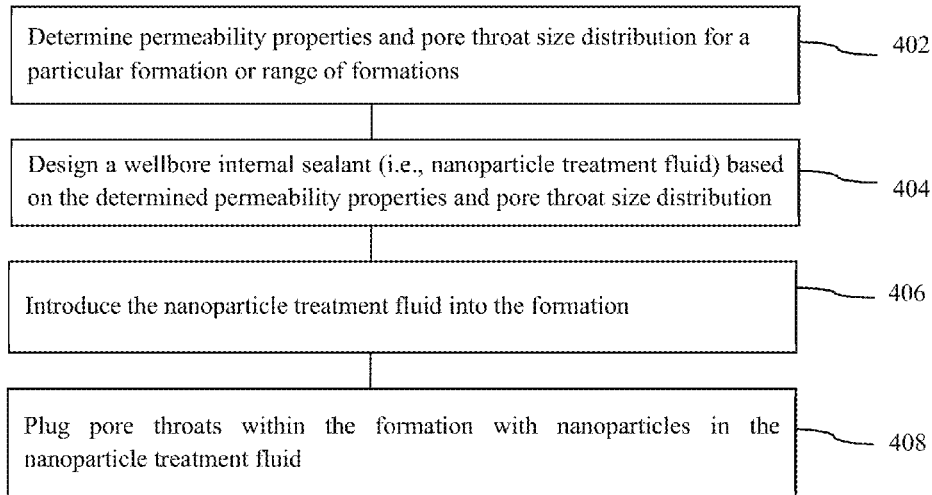 Determine permeability properties and pore throat size distribution for a
particular formation or range of formations
402
Design a wellbore internal sealant (i.e., nanoparticle treatment fluid) based
on the determined permeability properties and pore throat size distribution
404
Introduce the nanoparticle treatment fluid into the formation
406
Plug pore throats within the formation with nanoparticles in the
nanoparticle treatment fluid
408